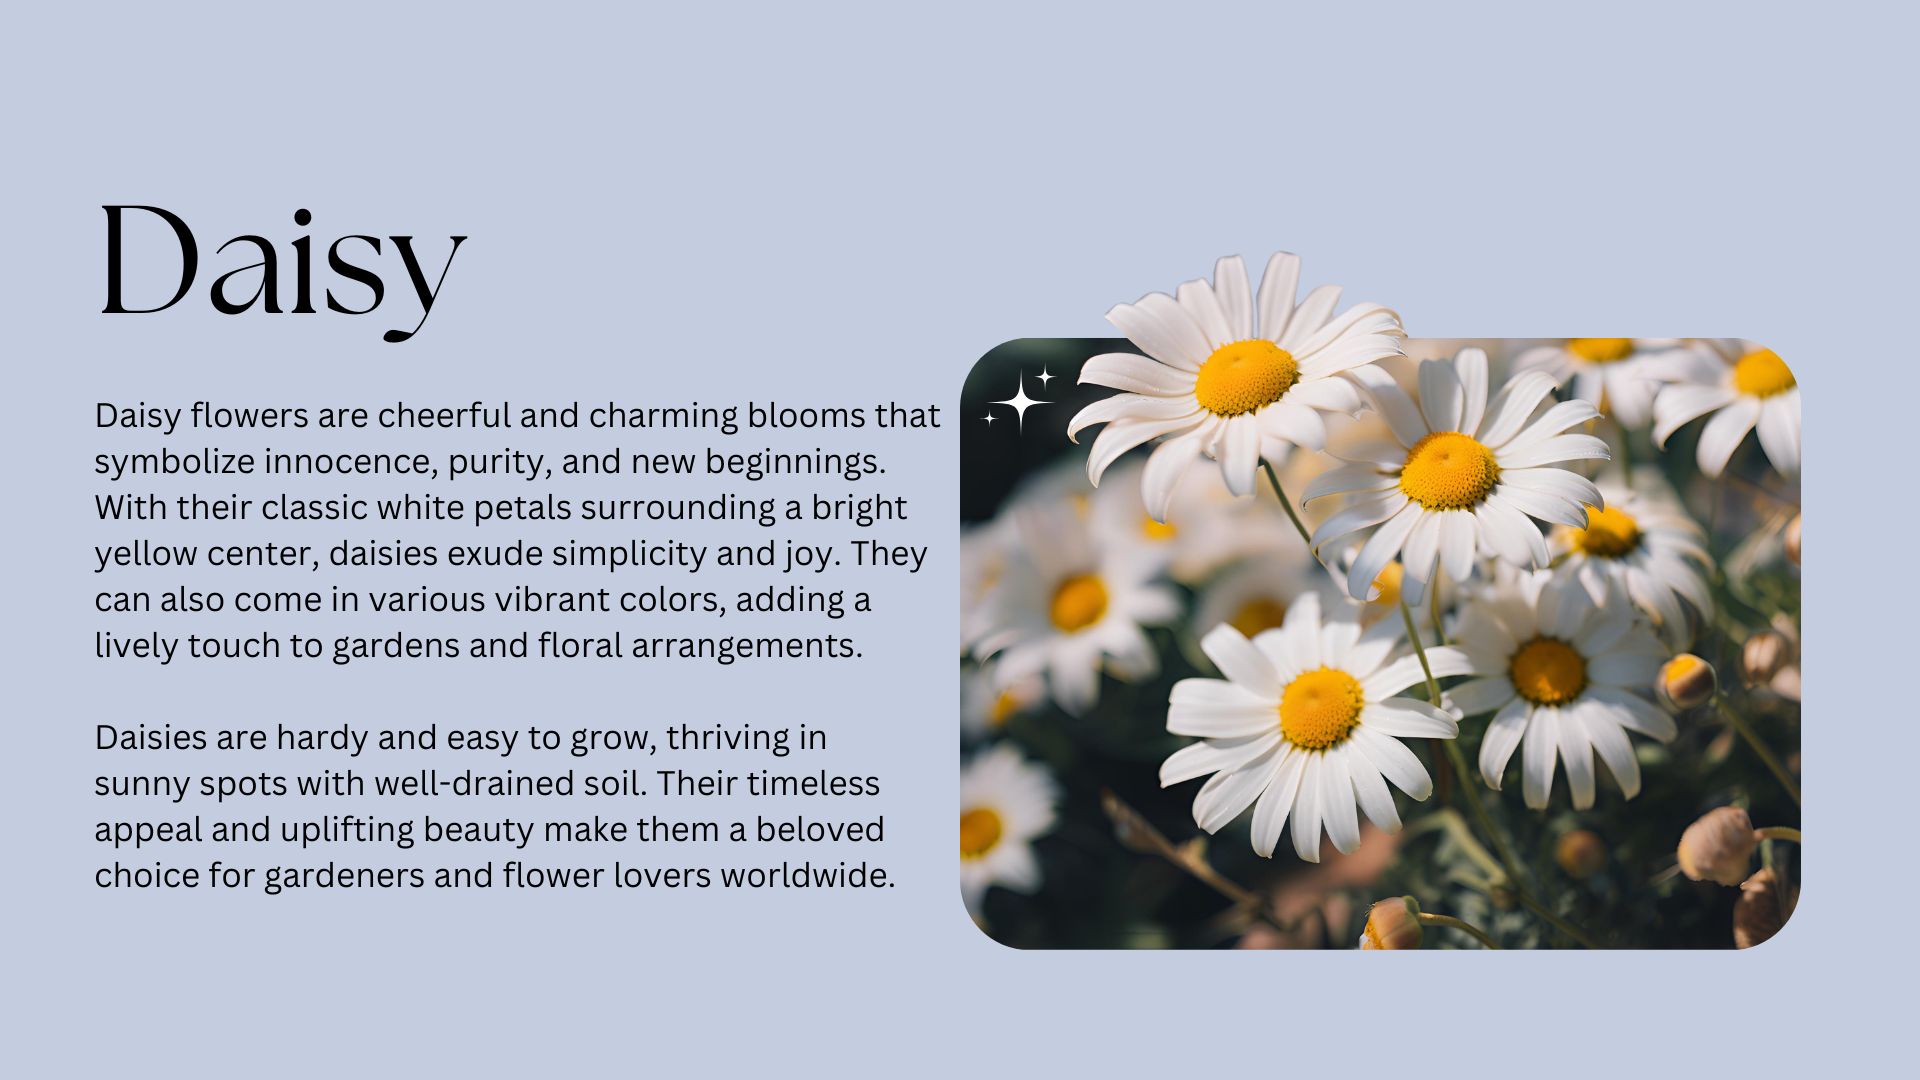 Daisy
Daisy flowers are cheerful and charming blooms that
symbolize innocence, purity, and new beginnings.
With their classic white petals surrounding a bright
yellow center, daisies exude simplicity and joy. They
can also come in various vibrant colors, adding a
lively touch to gardens and floral arrangements.
Daisies are hardy and easy to grow, thriving in
sunny spots with well-drained soil. Their timeless
appeal and uplifting beauty make them a beloved
choice for gardeners and flower lovers worldwide.